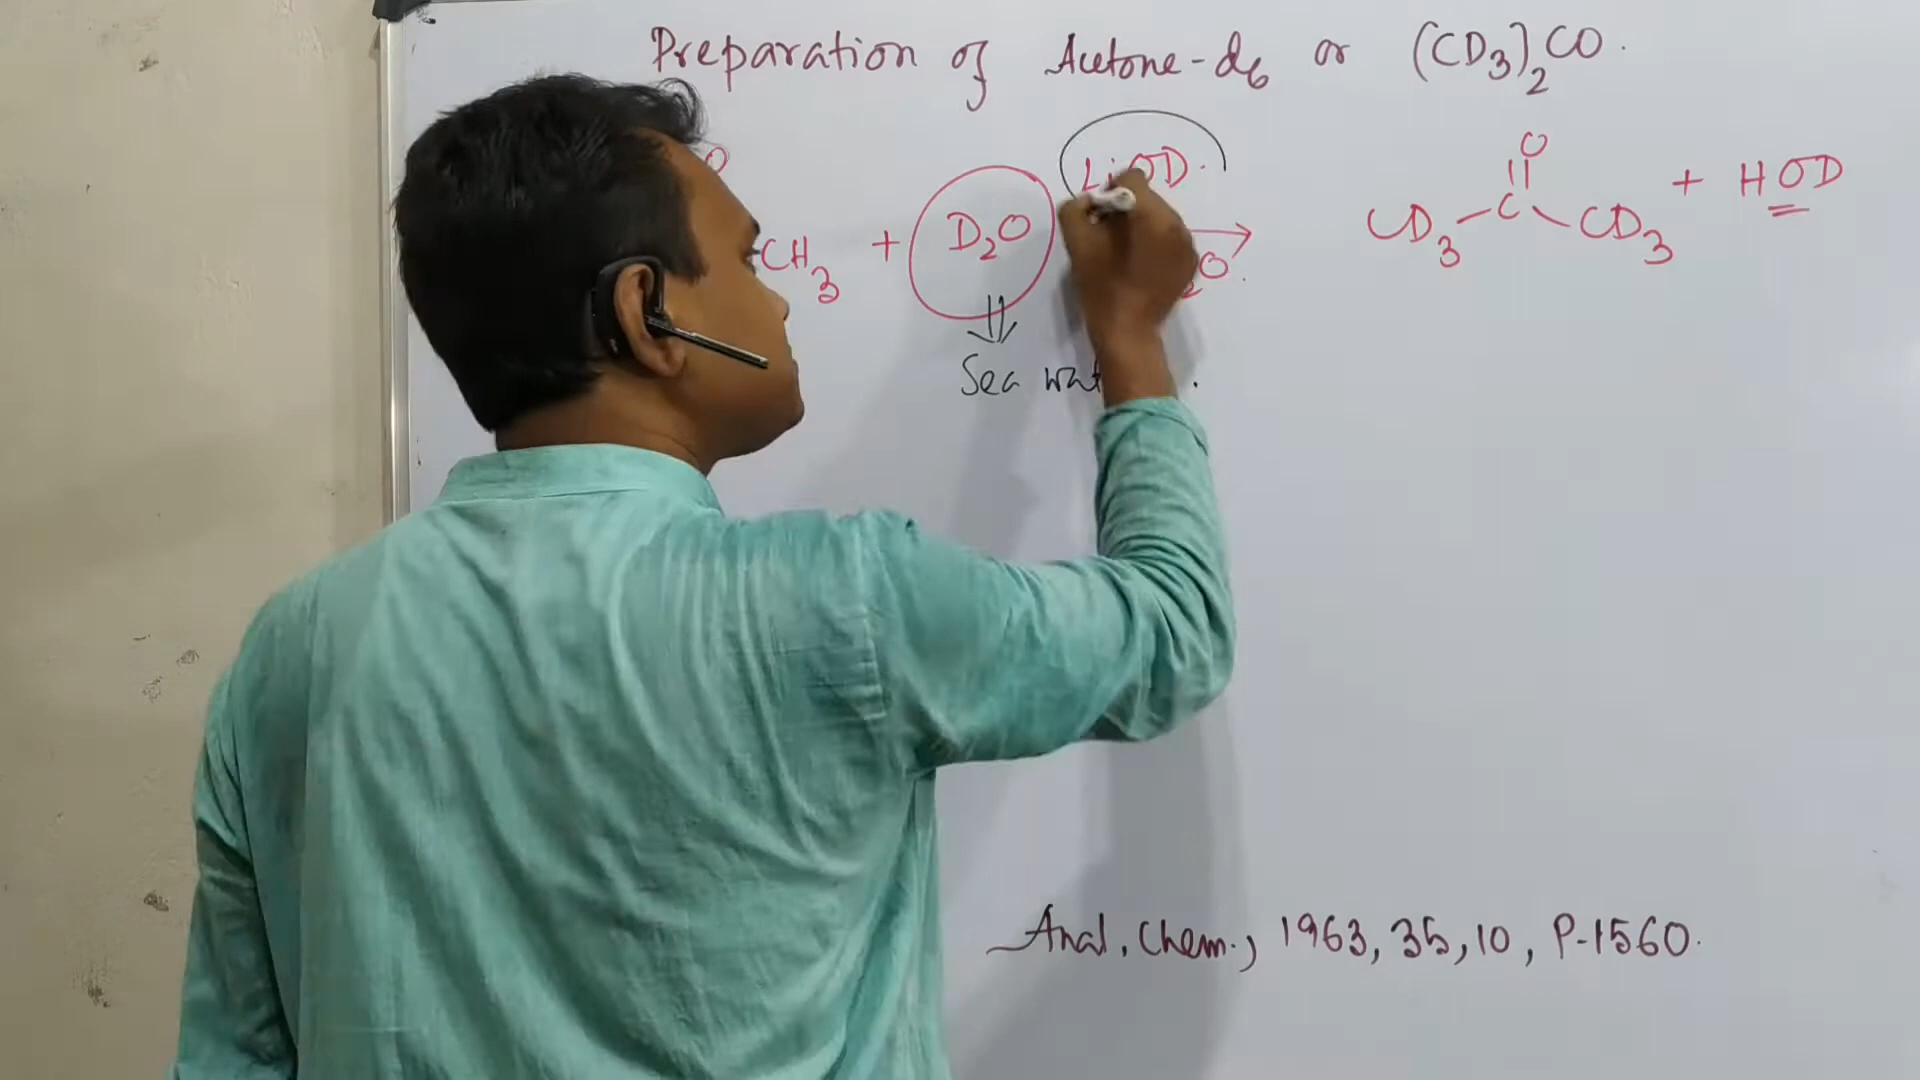 Preparation of Acetone-d6 or (CD3)2CO.
O
CH3 + D2O LiOD.
2O.
O
||
CD3 - C - CD3 + HOD
Sea
Anal. Chem., 1963, 35, 10, P-1560.